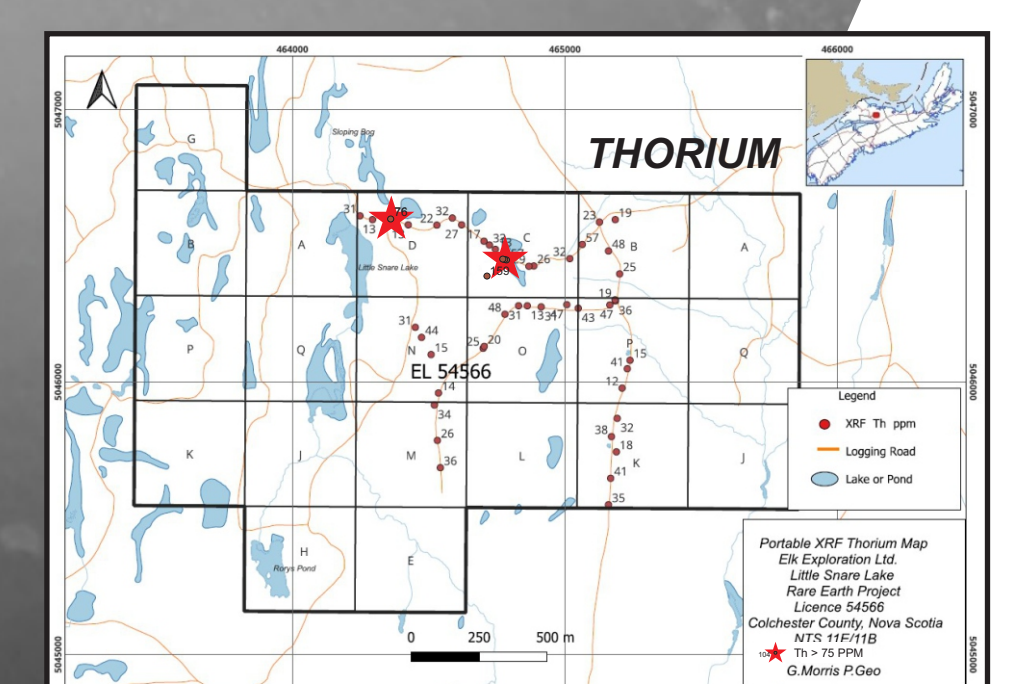 464000 465000 466000
5047000 5047000
Sloping Bog
THORIUM
G
31 76 32 23 19
13 13 22 27 17 32 57
B A D C 32 48 B A
26
Little Snare Lake 159 25
19
48 31 13 47 43 47 36
31 44
P Q N 15 25 20 O P 15 Q
41
EL 54566
12
5046000 5046000
14
34
38 32
26 18
K J M L K J
36 41
35
H E
Rorys Pond
Legend
XRF Th ppm
Logging Road
Lake or Pond
Portable XRF Thorium Map
Elk Exploration Ltd.
Little Snare Lake
Rare Earth Project
Licence 54566
Colchester County, Nova Scotia
NTS 11E/11B
Th > 75 PPM
G.Morris P.Geo
0 250 500 m
5045000 5045000